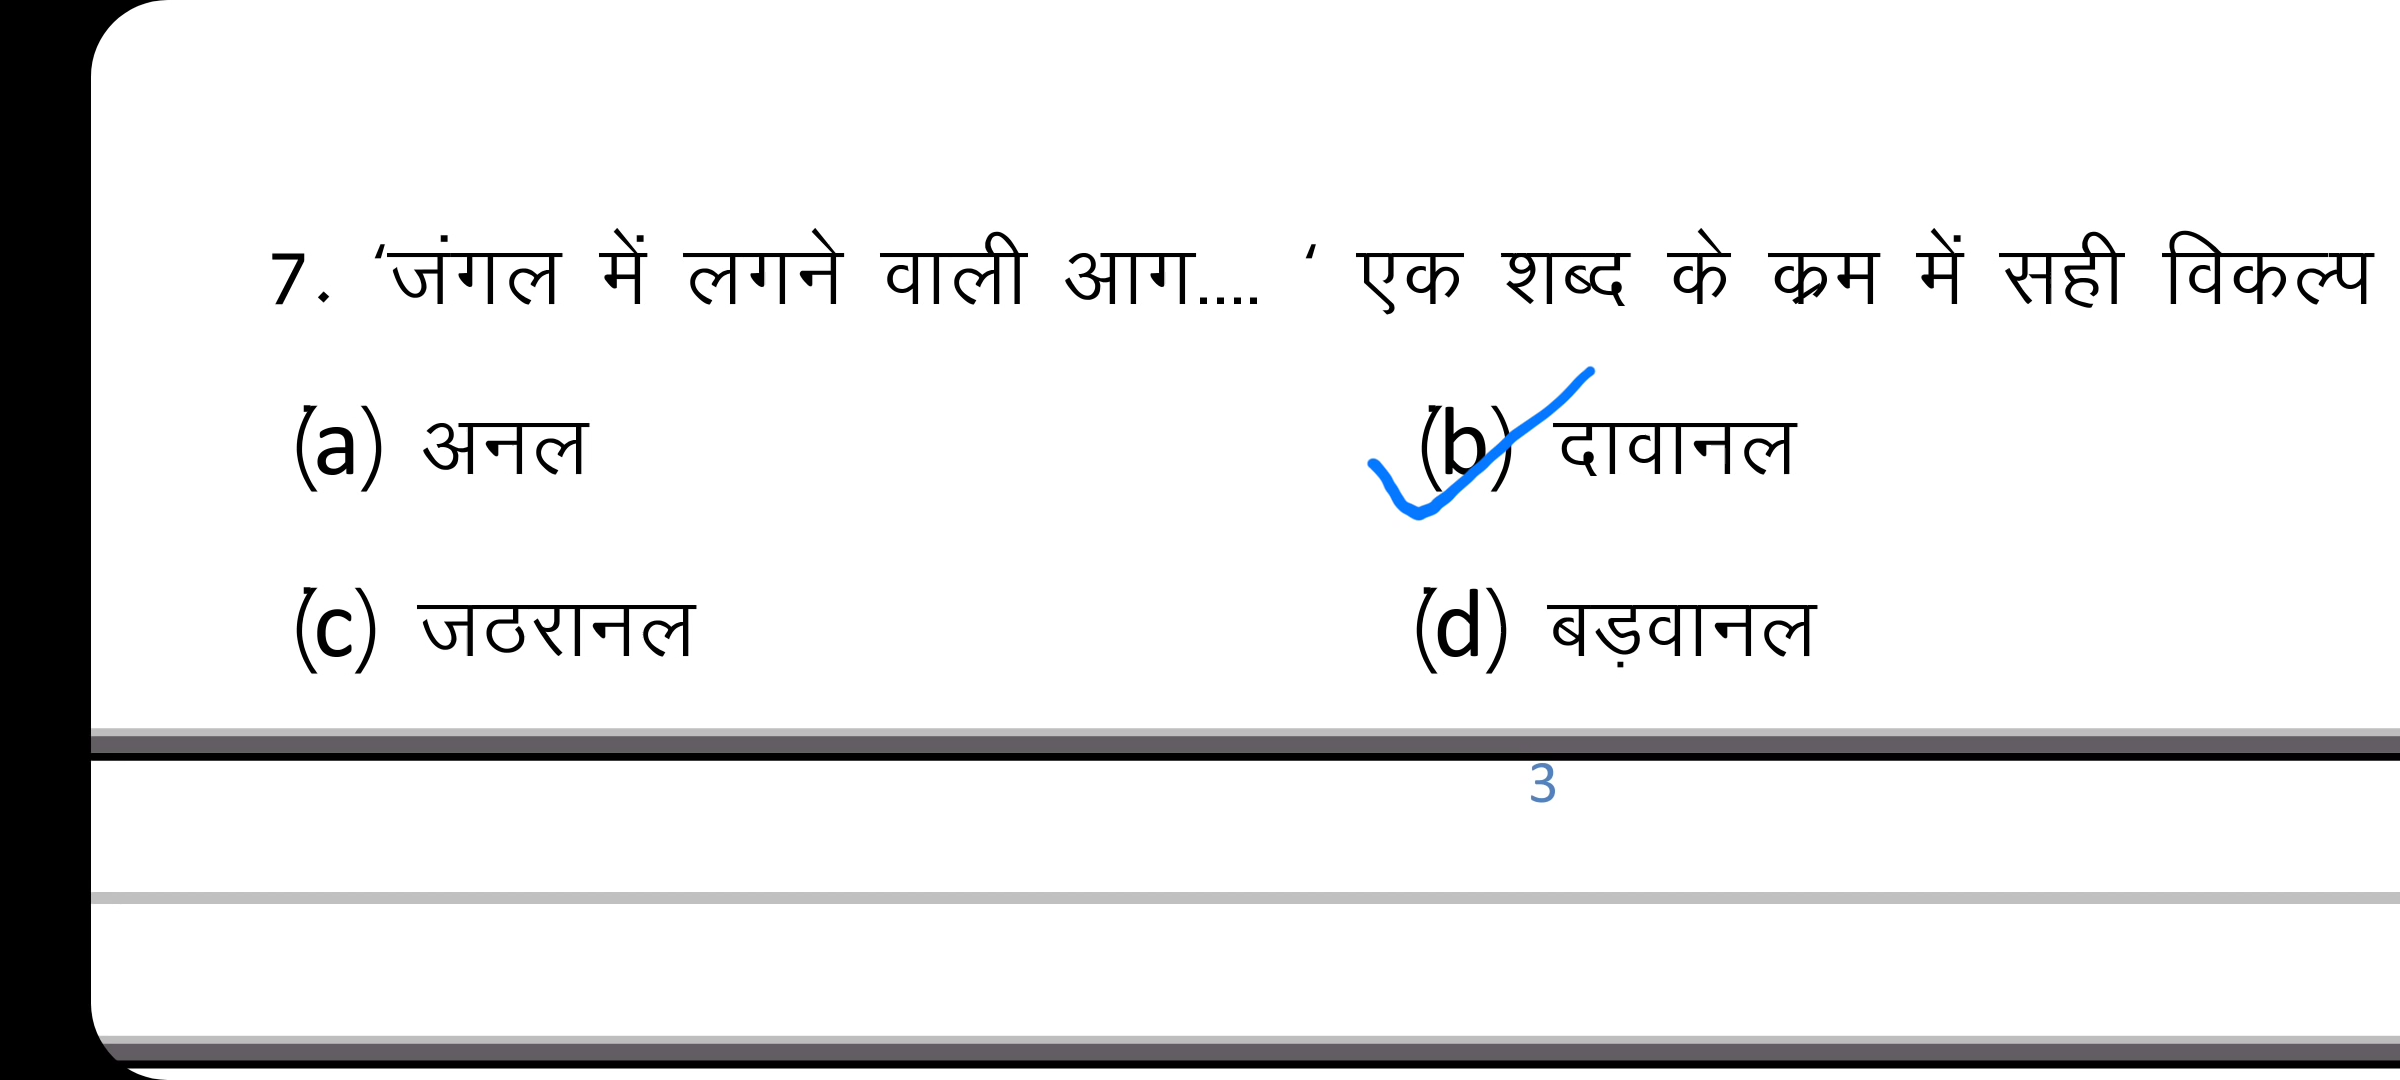 7. ‘जंगल में लगने वाली आग.... ‘ एक शब्द के क्रम में सही विकल्प
(a) अनल (b) दावानल
(c) जठरानल (d) बड़वानल
3